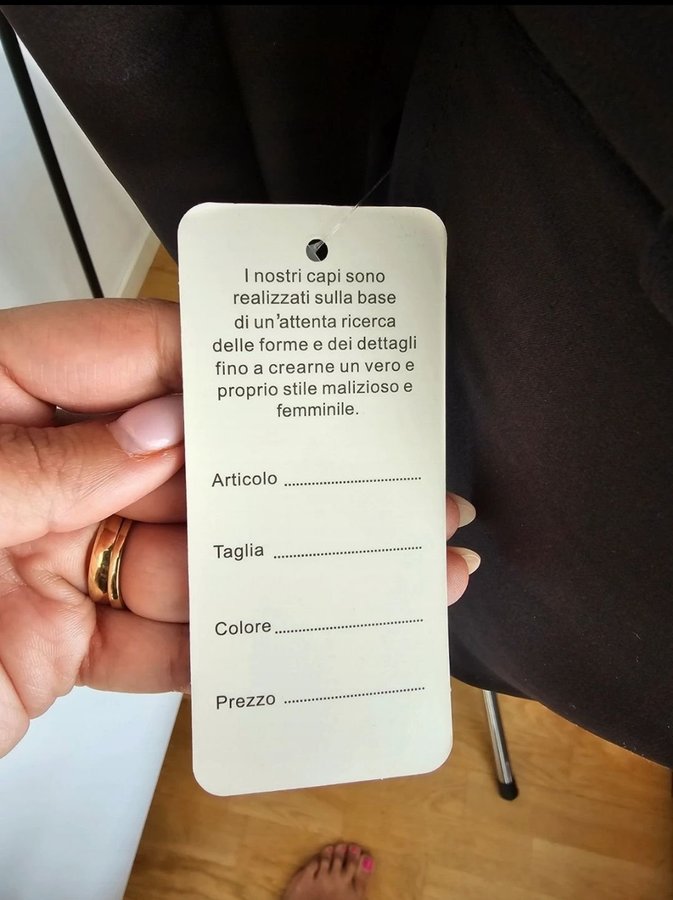 I nostri capi sono
realizzati sulla base
di un'attenta ricerca
delle forme e dei dettagli
fino a crearne un vero e
proprio stile malizioso e
femminile.
Articolo ................................
Taglia ................................
Colore ................................
Prezzo ................................